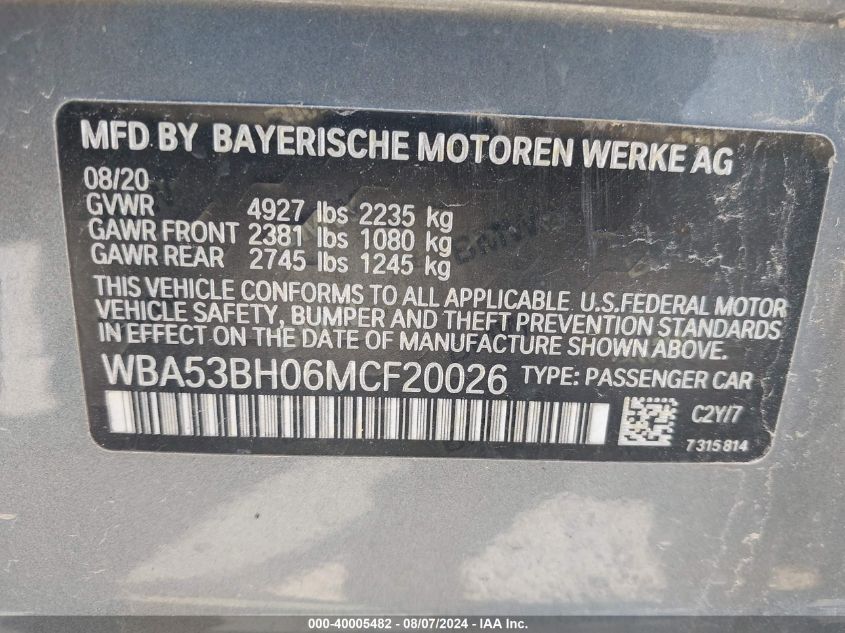 MFD BY BAYERISCHE MOTOREN WERKE AG
08/20
GVWR 4927 lbs 2235 kg
GAWR FRONT 2381 lbs 1080 kg
GAWR REAR 2745 lbs 1245 kg
THIS VEHICLE CONFORMS TO ALL APPLICABLE U.S.FEDERAL MOTOR
VEHICLE SAFETY, BUMPER AND THEFT PREVENTION STANDARDS
IN EFFECT ON THE DATE OF MANUFACTURE SHOWN ABOVE.
WBA53BH06MCF20026 TYPE: PASSENGER CAR
C2Y/7
7315814
000-40005482 - 08/07/2024 - IAA Inc.